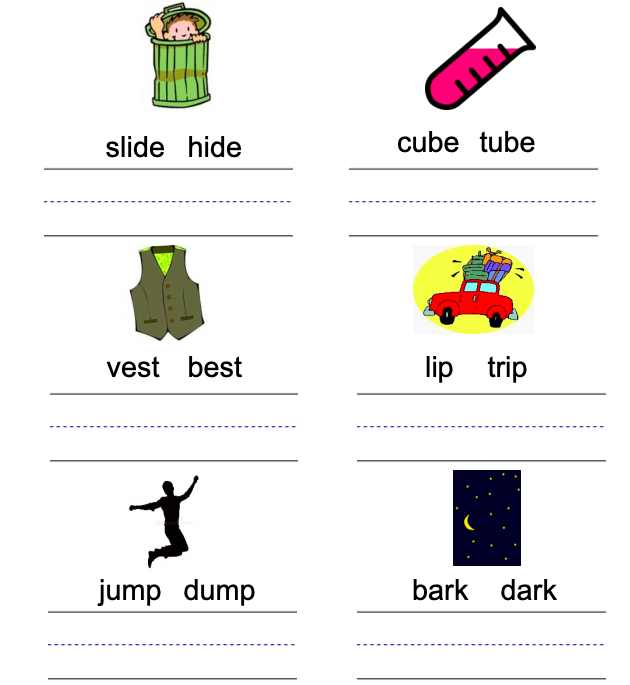 slide hide
cube tube
vest best
lip trip
jump dump
bark dark